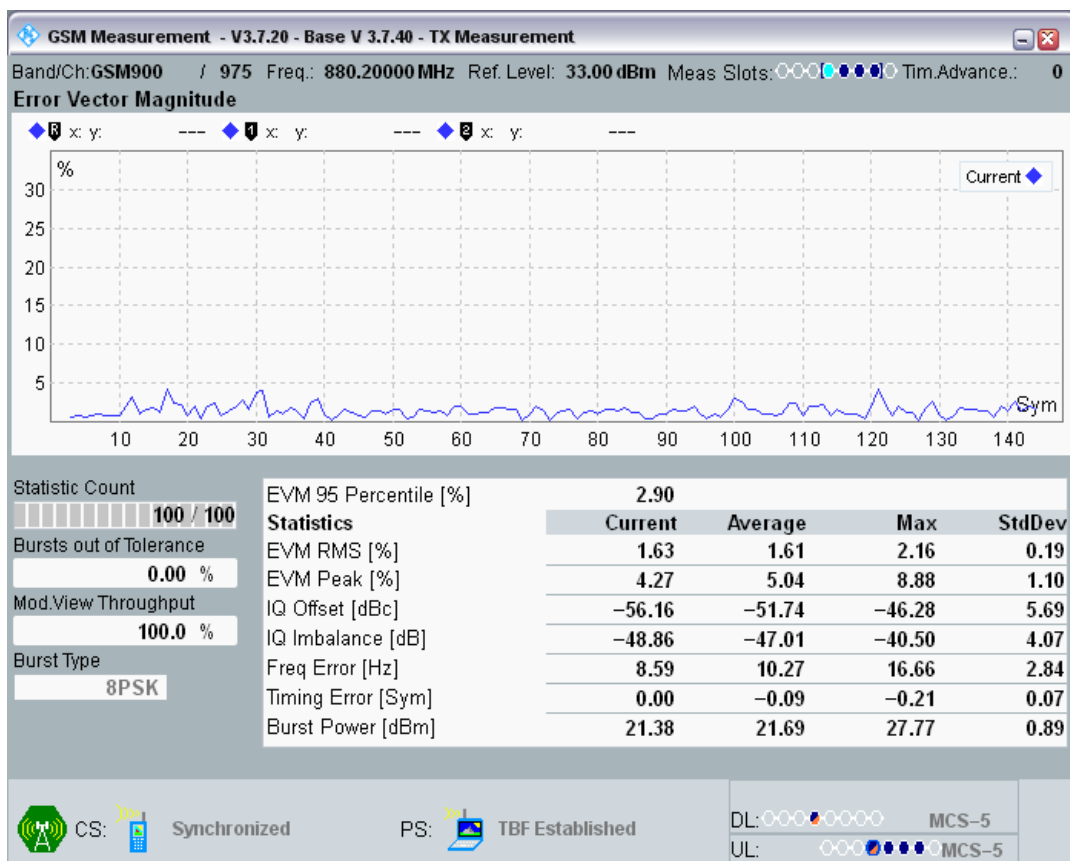 GSM Measurement - V3.7.20 - Base V 3.7.40 - TX Measurement
Band/Ch:GSM900 / 975 Freq.: 880.20000 MHz Ref. Level: 33.00 dBm Meas Slots: Tim.Advance.: 0
Error Vector Magnitude
R x: y: --- 1 x: y: --- 2 x: y: ---
%
Current
30
25
20
15
10
5
Sym
10 20 30 40 50 60 70 80 90 100 110 120 130 140
Statistic Count
100 / 100
Bursts out of Tolerance
0.00 %
Mod.View Throughput
100.0 %
Burst Type
8PSK
EVM 95 Percentile [%] 2.90
Statistics Current Average Max StdDev
EVM RMS [%] 1.63 1.61 2.16 0.19
EVM Peak [%] 4.27 5.04 8.88 1.10
IQ Offset [dBc] −56.16 −51.74 −46.28 5.69
IQ Imbalance [dB] −48.86 −47.01 −40.50 4.07
Freq Error [Hz] 8.59 10.27 16.66 2.84
Timing Error [Sym] 0.00 −0.09 −0.21 0.07
Burst Power [dBm] 21.38 21.69 27.77 0.89
CS: Synchronized PS: TBF Established
DL: MCS−5
UL: MCS−5